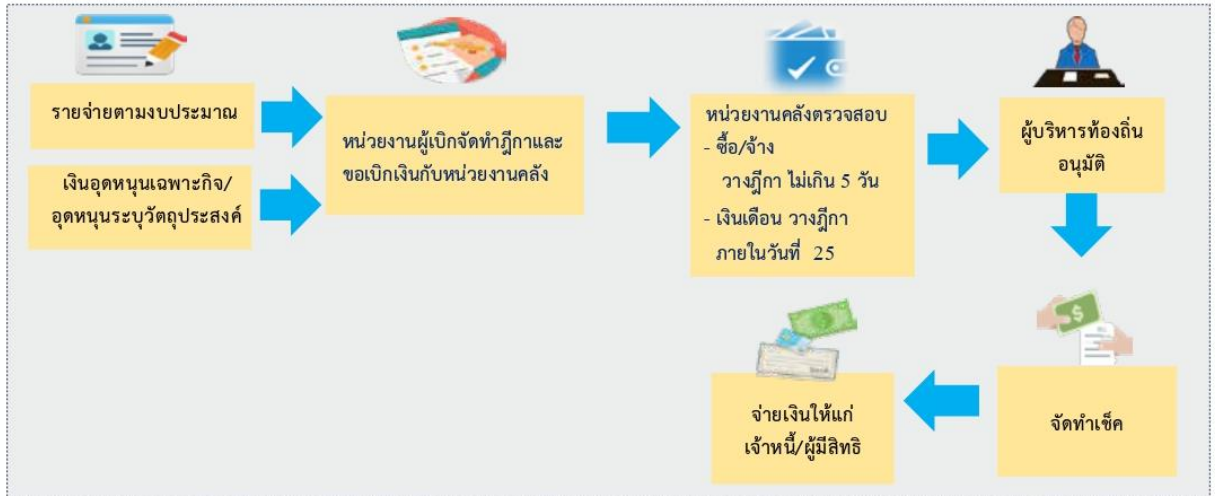 รายจ่ายตามงบประมาณ
เงินอุดหนุนเฉพาะกิจ/
อุดหนุนระบุวัตถุประสงค์
หน่วยงานผู้เบิกจัดทำฎีกาและ
ขอเบิกเงินกับหน่วยงานคลัง
หน่วยงานคลังตรวจสอบ
- ซื้อ/จ้าง
วางฎีกา ไม่เกิน 5 วัน
- เงินเดือน วางฎีกา
ภายในวันที่ 25
ผู้บริหารท้องถิ่น
อนุมัติ
จัดทำเช็ค
จ่ายเงินให้แก่
เจ้าหนี้/ผู้มีสิทธิ